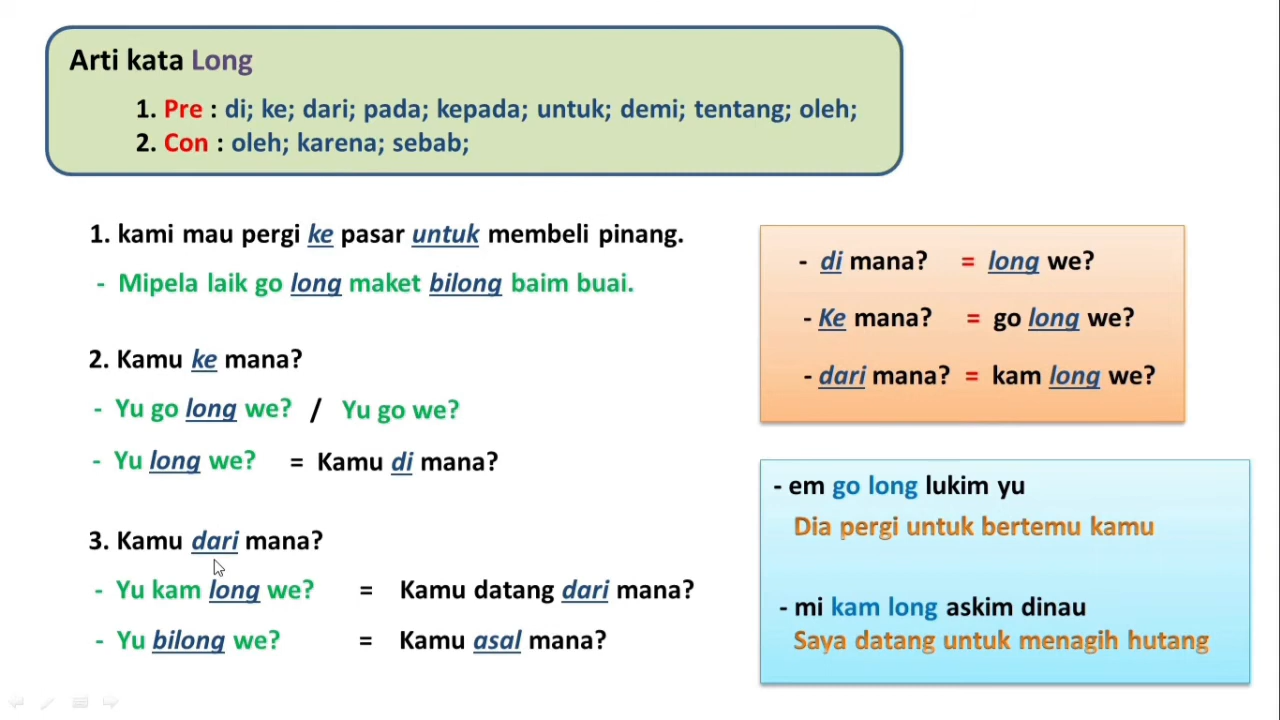 Arti kata Long
1. Pre : di; ke; dari; pada; kepada; untuk; demi; tentang; oleh;
2. Con : oleh; karena; sebab;
1. kami mau pergi ke pasar untuk membeli pinang.
- Mipela laik go long maket bilong baim buai.
2. Kamu ke mana?
- Yu go long we? / Yu go we?
- Yu long we? = Kamu di mana?
3. Kamu dari mana?
- Yu kam long we? = Kamu datang dari mana?
- Yu bilong we? = Kamu asal mana?
- di mana? = long we?
- Ke mana? = go long we?
- dari mana? = kam long we?
- em go long lukim yu
Dia pergi untuk bertemu kamu
- mi kam long askim dinau
Saya datang untuk menagih hutang